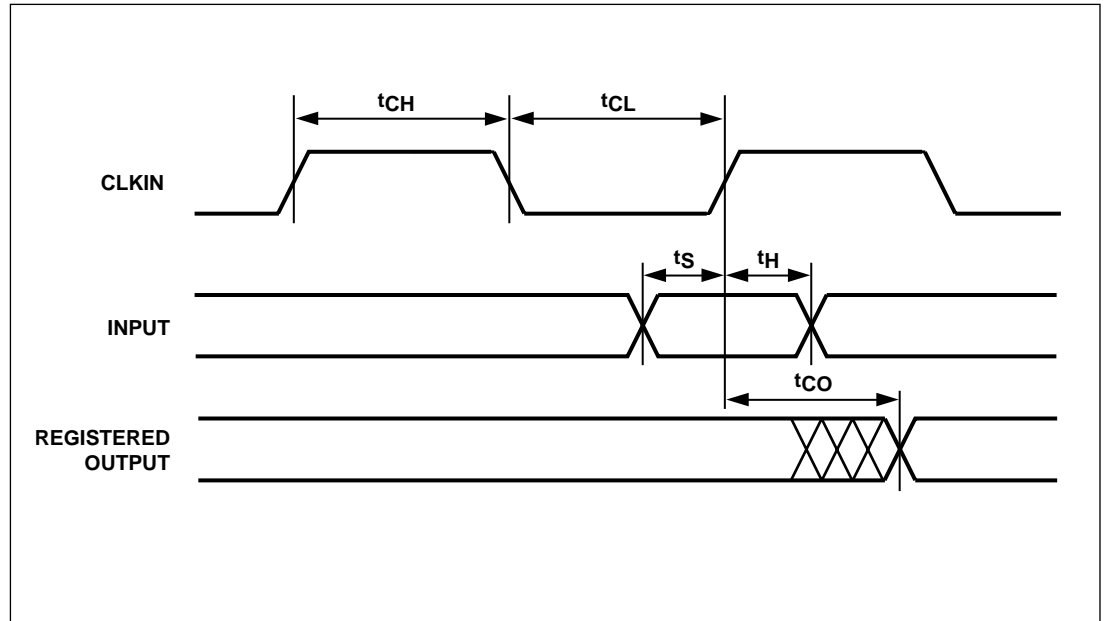 tCH
tCL
CLKIN
tS
tH
INPUT
tCO
REGISTERED
OUTPUT